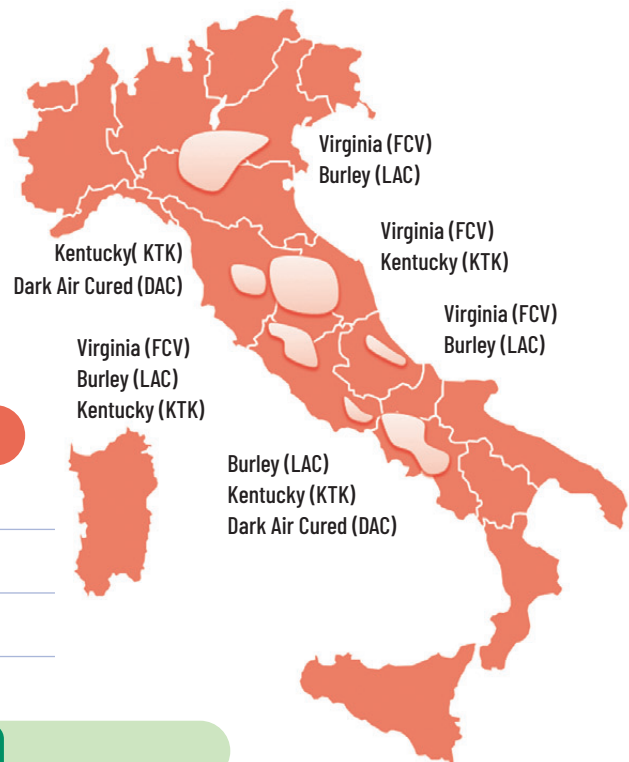 Virginia (FCV)
Burley (LAC)
Virginia (FCV)
Kentucky (KTK)
Kentucky( KTK)
Dark Air Cured (DAC)
Virginia (FCV)
Burley (LAC)
Virginia (FCV)
Burley (LAC)
Kentucky (KTK)
Burley (LAC)
Kentucky (KTK)
Dark Air Cured (DAC)